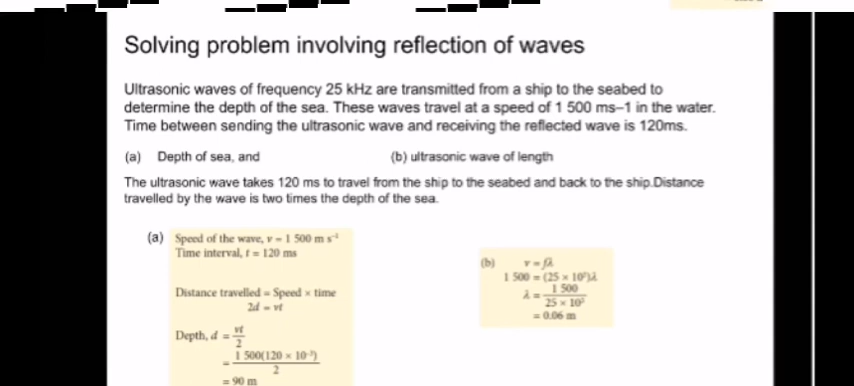 Solving problem involving reflection of waves
Ultrasonic waves of frequency 25 kHz are transmitted from a ship to the seabed to
determine the depth of the sea. These waves travel at a speed of 1 500 ms–1 in the water.
Time between sending the ultrasonic wave and receiving the reflected wave is 120ms.
(a) Depth of sea, and (b) ultrasonic wave of length
The ultrasonic wave takes 120 ms to travel from the ship to the seabed and back to the ship.Distance
travelled by the wave is two times the depth of the sea.
(a) Speed of the wave, v = 1 500 m s⁻¹
Time interval, t = 120 ms
Distance travelled = Speed × time
2d = vt
Depth, d = vt/2
= 1 500(120 × 10⁻³)/2
= 90 m
(b) v = fλ
1 500 = (25 × 10³)λ
λ = 1 500/25 × 10³
= 0.06 m